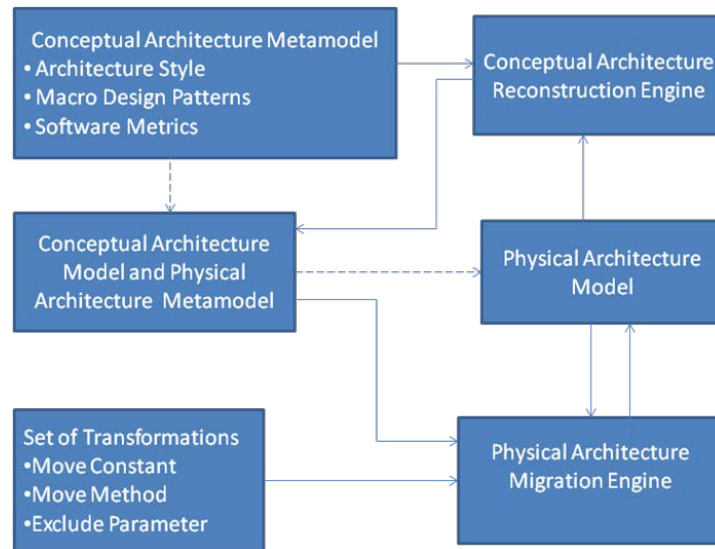 Conceptual Architecture Metamodel
• Architecture Style
• Macro Design Patterns
• Software Metrics
Conceptual Architecture
Reconstruction Engine
Conceptual Architecture
Model and Physical
Architecture Metamodel
Physical Architecture
Model
Set of Transformations
•Move Constant
•Move Method
•Exclude Parameter
Physical Architecture
Migration Engine